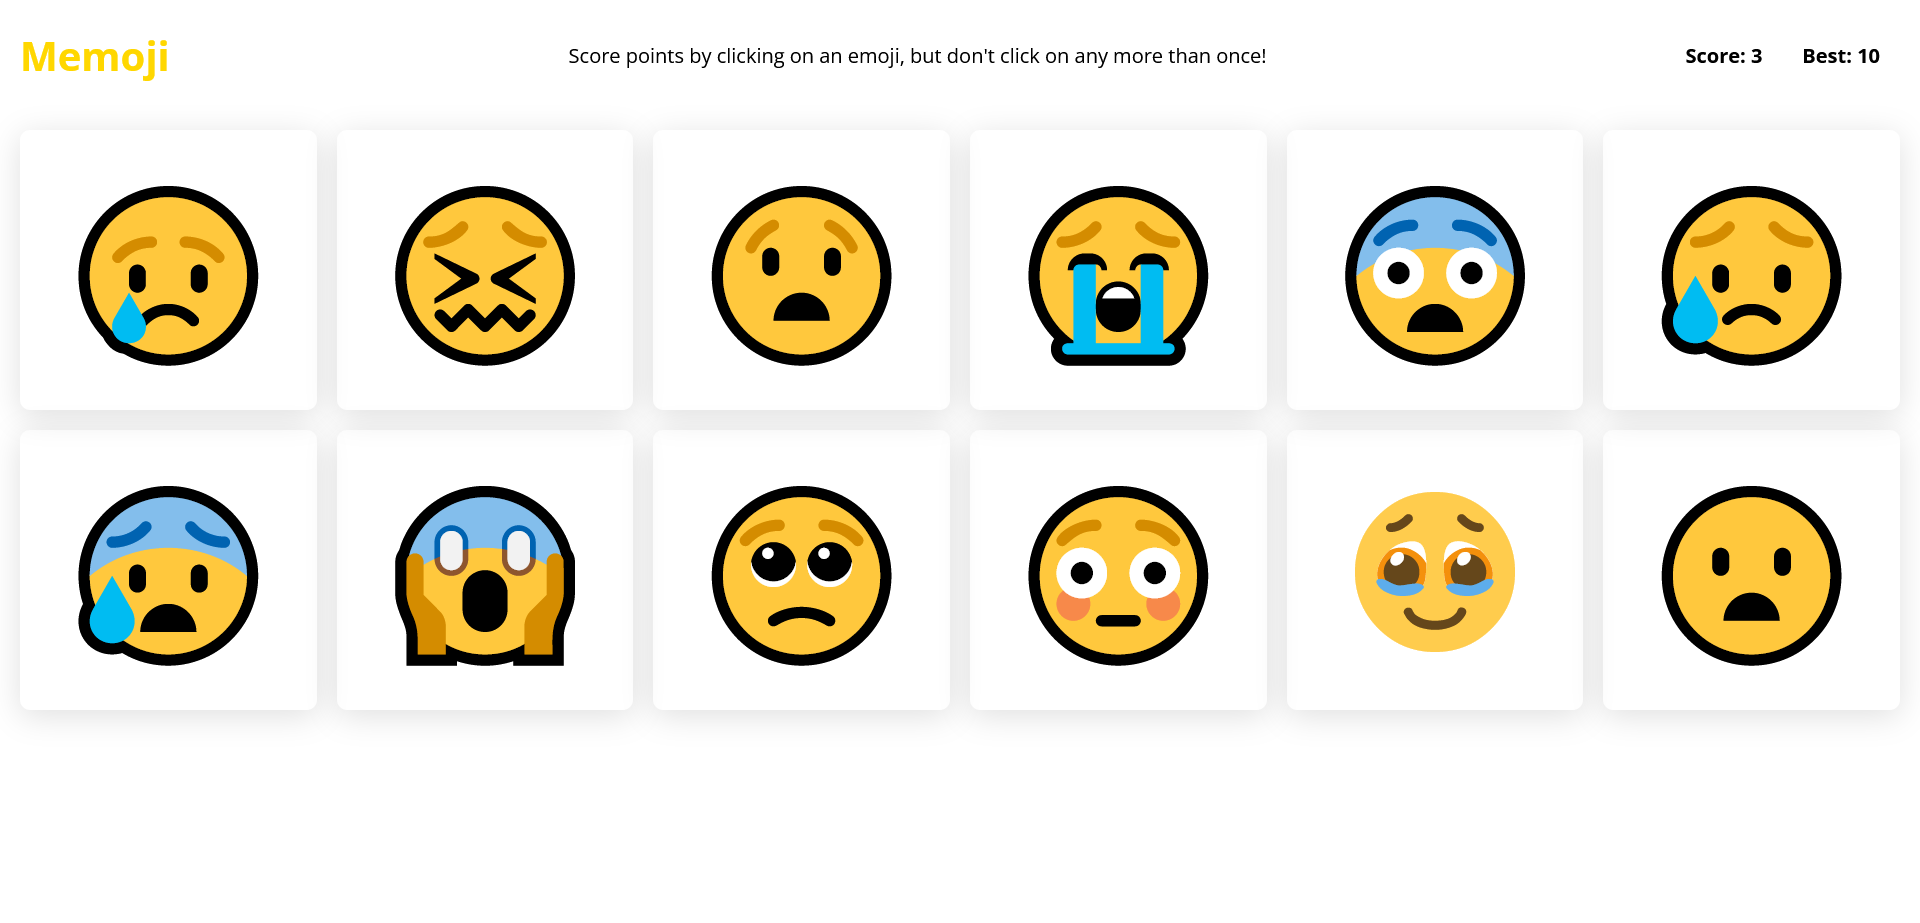 Memoji
Score points by clicking on an emoji, but don't click on any more than once!
Score: 3
Best: 10